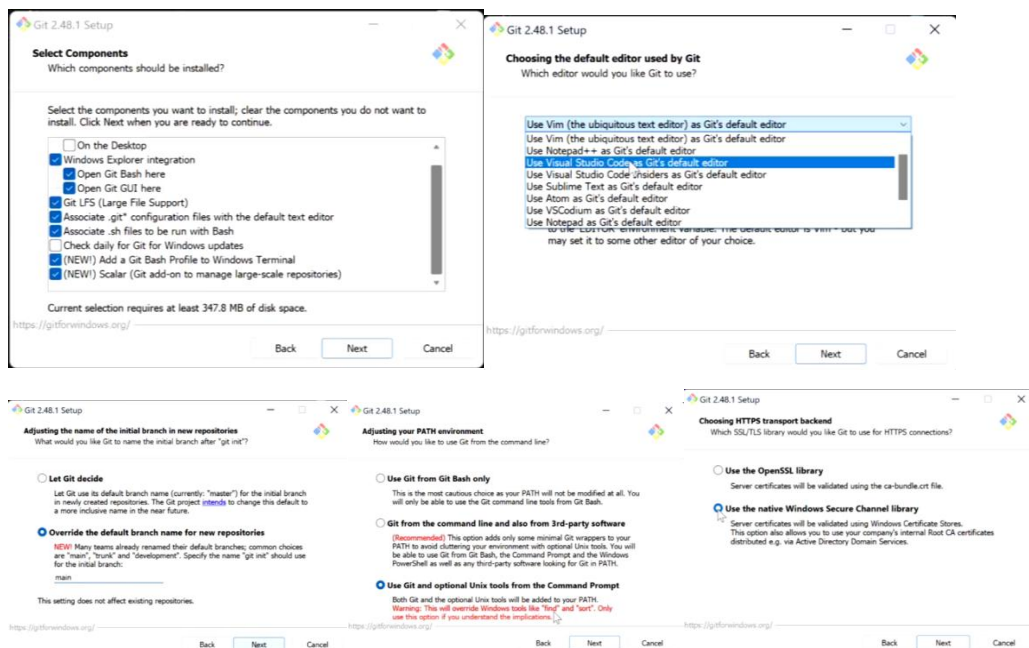 Git 2.48.1 Setup
Select Components
Which components should be installed?
Select the components you want to install; clear the components you do not want to
install. Click Next when you are ready to continue.
On the Desktop
Windows Explorer integration
Open Git Bash here
Open Git GUI here
Git LFS (Large File Support)
Associate .git* configuration files with the default text editor
Associate .sh files to be run with Bash
Check daily for Git for Windows updates
(NEW!) Add a Git Bash Profile to Windows Terminal
(NEW!) Scalar (Git add-on to manage large-scale repositories)
Current selection requires at least 347.8 MB of disk space.
https://gitforwindows.org/
Back Next Cancel
Git 2.48.1 Setup
Choosing the default editor used by Git
Which editor would you like Git to use?
Use Vim (the ubiquitous text editor) as Git's default editor
Use Vim (the ubiquitous text editor) as Git's default editor
Use Notepad++ as Git's default editor
Use Visual Studio Code as Git's default editor
Use Visual Studio Code Insiders as Git's default editor
Use Sublime Text as Git's default editor
Use Atom as Git's default editor
Use VSCodium as Git's default editor
Use Notepad as Git's default editor
to the "EDITOR" environment variable. The default editor is Vim - but you
may set it to some other editor of your choice.
https://gitforwindows.org/
Back Next Cancel
Git 2.48.1 Setup
Adjusting the name of the initial branch in new repositories
What would you like Git to name the initial branch after "git init"?
Let Git decide
Let Git use its default branch name (currently: "master") for the initial branch
in newly created repositories. The Git project intends to change this default to
a more inclusive name in the near future.
Override the default branch name for new repositories
NEW! Many teams already renamed their default branches; common choices
are "main", "trunk" and "development". Specify the name "git init" should use
for the initial branch:
main
This setting does not affect existing repositories.
https://gitforwindows.org/
Back Next Cancel
Git 2.48.1 Setup
Adjusting your PATH environment
How would you like to use Git from the command line?
Use Git from Git Bash only
This is the most cautious choice as your PATH will not be modified at all. You
will only be able to use the Git command line tools from Git Bash.
Git from the command line and also from 3rd-party software
(Recommended) This option adds only some minimal Git wrappers to your
PATH to avoid cluttering your environment with optional Unix tools. You will
be able to use Git from Git Bash, the Command Prompt and the Windows
PowerShell as well as any third-party software looking for Git in PATH.
Use Git and optional Unix tools from the Command Prompt
Both Git and the optional Unix tools will be added to your PATH.
Warning: This will override Windows tools like "find" and "sort". Only
use this option if you understand the implications.
https://gitforwindows.org/
Back Next Cancel
Git 2.48.1 Setup
Choosing HTTPS transport backend
Which SSL/TLS library would you like Git to use for HTTPS connections?
Use the OpenSSL library
Server certificates will be validated using the ca-bundle.crt file.
Use the native Windows Secure Channel library
Server certificates will be validated using Windows Certificate Stores.
This option also allows you to use your company's internal Root CA certificates
distributed e.g. via Active Directory Domain Services.
https://gitforwindows.org/
Back Next Cancel